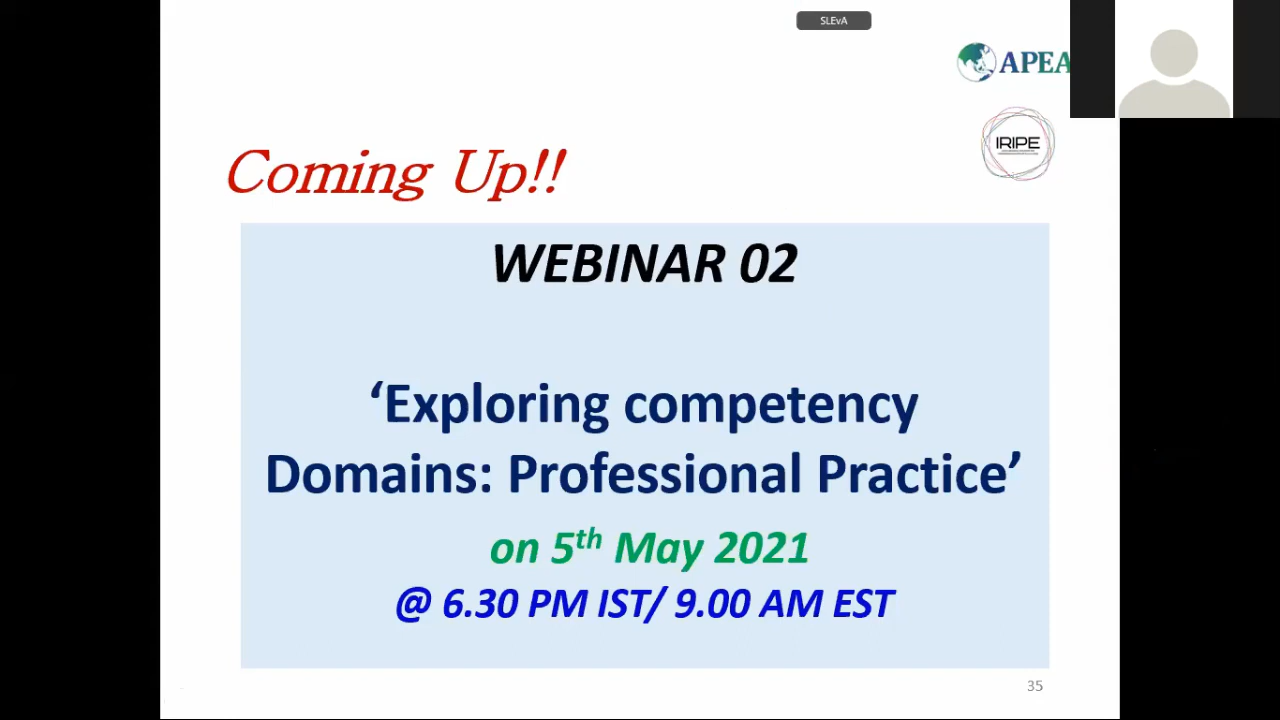 SLEvA
APEA
IRIPE
Coming Up!!
WEBINAR 02
‘Exploring competency
Domains: Professional Practice’
on 5th May 2021
@ 6.30 PM IST/ 9.00 AM EST
35